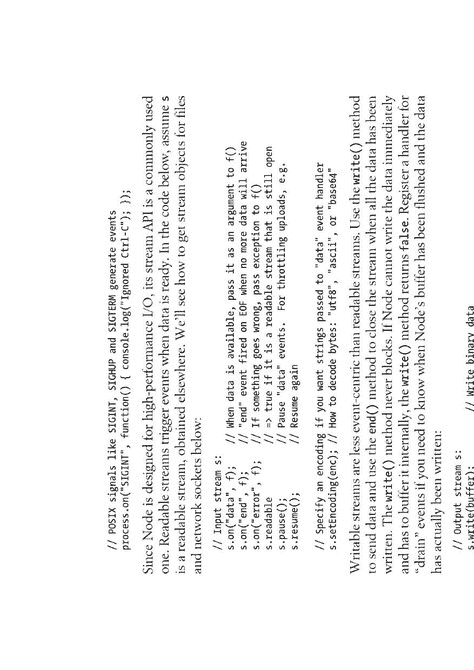 // POSIX signals like SIGINT, SIGHUP and SIGTERM generate events
process.on("SIGINT", function() { console.log("Ignored Ctrl-C"); });
Since Node is designed for high-performance I/O, its stream API is a commonly used
one. Readable streams trigger events when data is ready. In the code below, assume s
is a readable stream, obtained elsewhere. We'll see how to get stream objects for files
and network sockets below:
// Input stream s:
s.on("data", f); // When data is available, pass it as an argument to f()
s.on("end", f); // "end" event fired on EOF when no more data will arrive
s.on("error", f); // If something goes wrong, pass exception to f()
s.readable // => true if it is a readable stream that is still open
s.pause(); // Pause "data" events. For throttling uploads, e.g.
s.resume(); // Resume again
// Specify an encoding if you want strings passed to "data" event handler
s.setEncoding(enc); // How to decode bytes: "utf8", "ascii", or "base64"
Writable streams are less event-centric than readable streams. Use the write() method
to send data and use the end() method to close the stream when all the data has been
written. The write() method never blocks. If Node cannot write the data immediately
and has to buffer it internally, the write() method returns false. Register a handler for
"drain" events if you need to know when Node's buffer has been flushed and the data
has actually been written:
// Output stream s:
s.write(buffer); // Write binary data